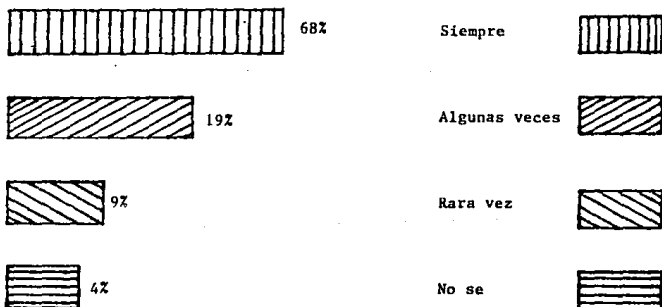 68% Siempre
19% Algunas veces
9% Rara vez
4% No se